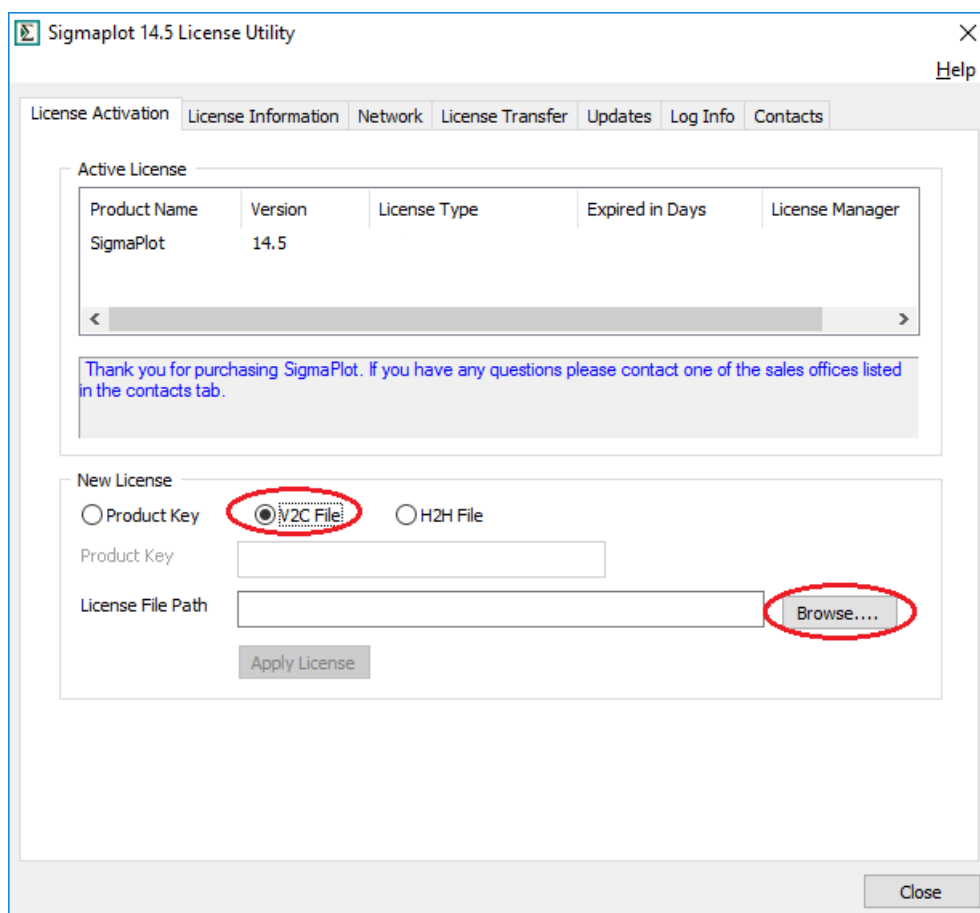 Sigmaplot 14.5 License Utility
Help
License Activation License Information Network License Transfer Updates Log Info Contacts
Active License
Product Name Version License Type Expired in Days License Manager
SigmaPlot 14.5
Thank you for purchasing SigmaPlot. If you have any questions please contact one of the sales offices listed
in the contacts tab.
New License
Product Key V2C File H2H File
Product Key
License File Path Browse....
Apply License
Close